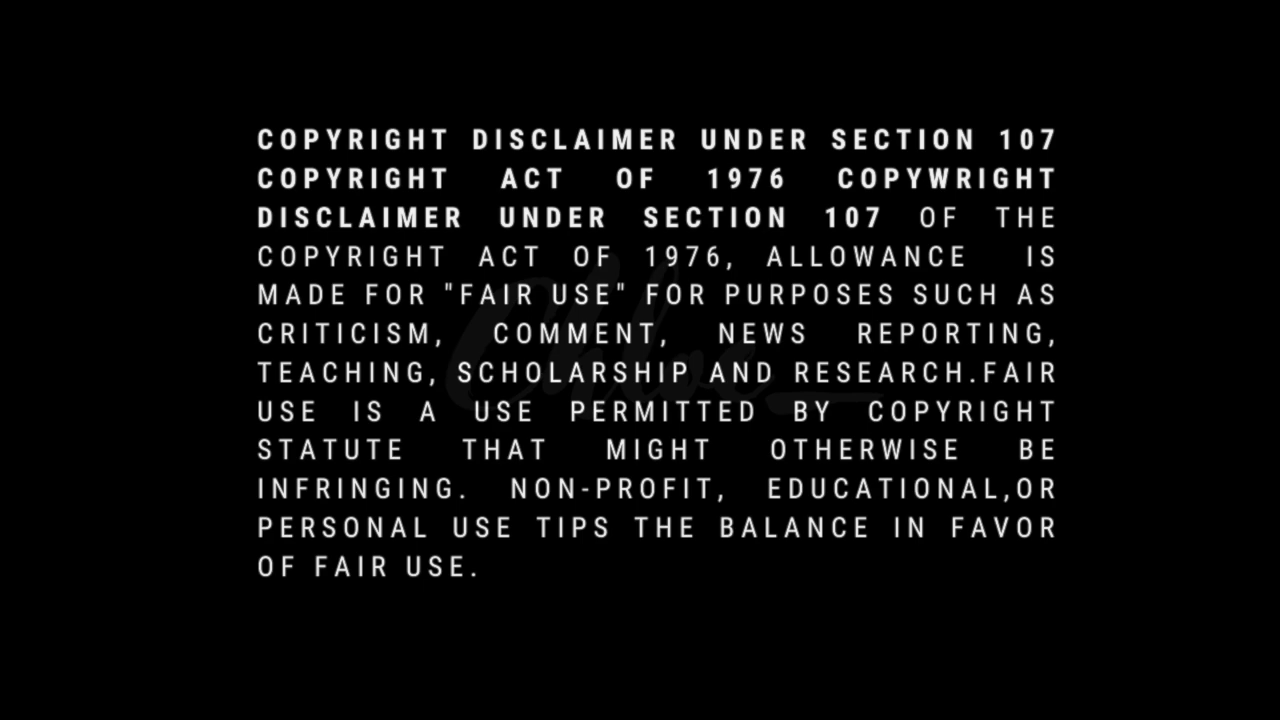 COPYRIGHT DISCLAIMER UNDER SECTION 107
COPYRIGHT ACT OF 1976 COPYWRIGHT
DISCLAIMER UNDER SECTION 107 OF THE
COPYRIGHT ACT OF 1976, ALLOWANCE IS
MADE FOR "FAIR USE" FOR PURPOSES SUCH AS
CRITICISM, COMMENT, NEWS REPORTING,
TEACHING, SCHOLARSHIP AND RESEARCH.FAIR
USE IS A USE PERMITTED BY COPYRIGHT
STATUTE THAT MIGHT OTHERWISE BE
INFRINGING. NON-PROFIT, EDUCATIONAL,OR
PERSONAL USE TIPS THE BALANCE IN FAVOR
OF FAIR USE.
Chloe